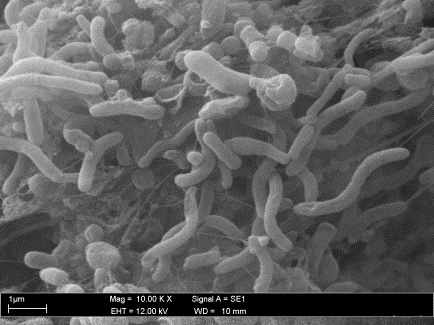 1µm Mag = 10.00 K X Signal A = SE1
EHT = 12.00 kV WD = 10 mm